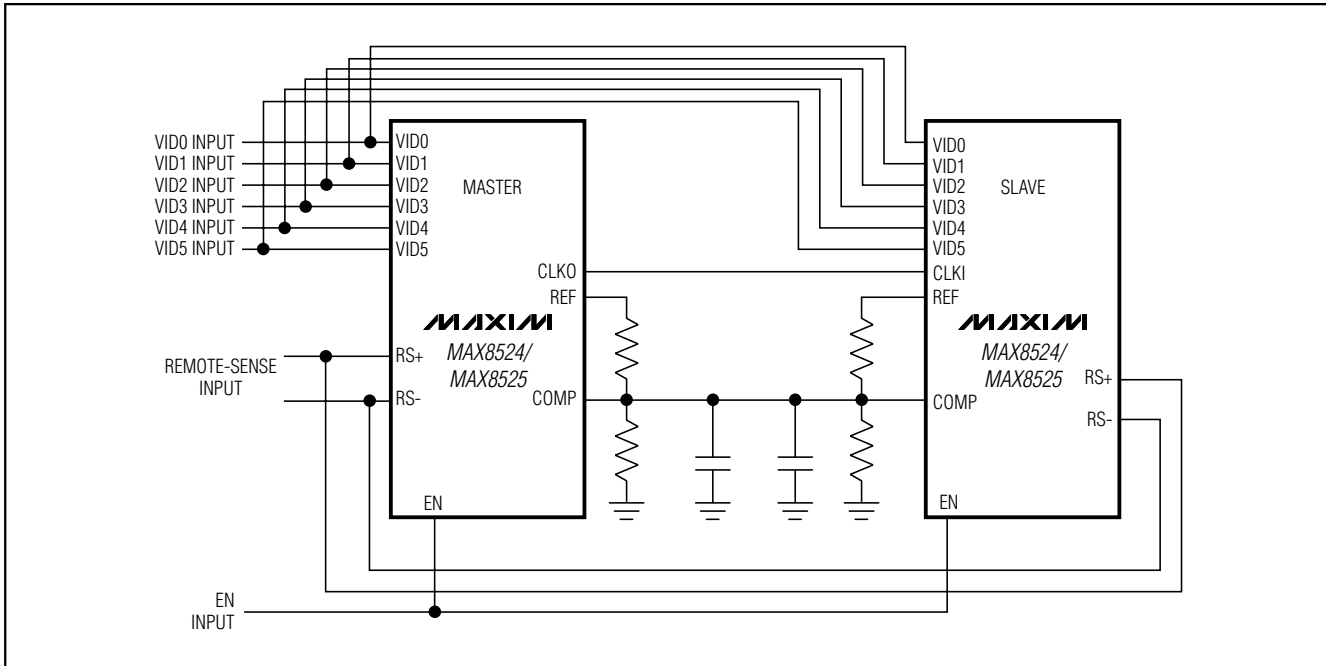 VID0 INPUT
VID1 INPUT
VID2 INPUT
VID3 INPUT
VID4 INPUT
VID5 INPUT
REMOTE-SENSE
INPUT
EN
INPUT
VID0
VID1
VID2
VID3
VID4
VID5
MASTER
CLKO
REF
MAXIM
MAX8524/
MAX8525
RS+
RS-
COMP
EN
VID0
VID1
VID2
VID3
VID4
VID5
SLAVE
CLKI
REF
MAXIM
MAX8524/
MAX8525
RS+
RS-
COMP
EN